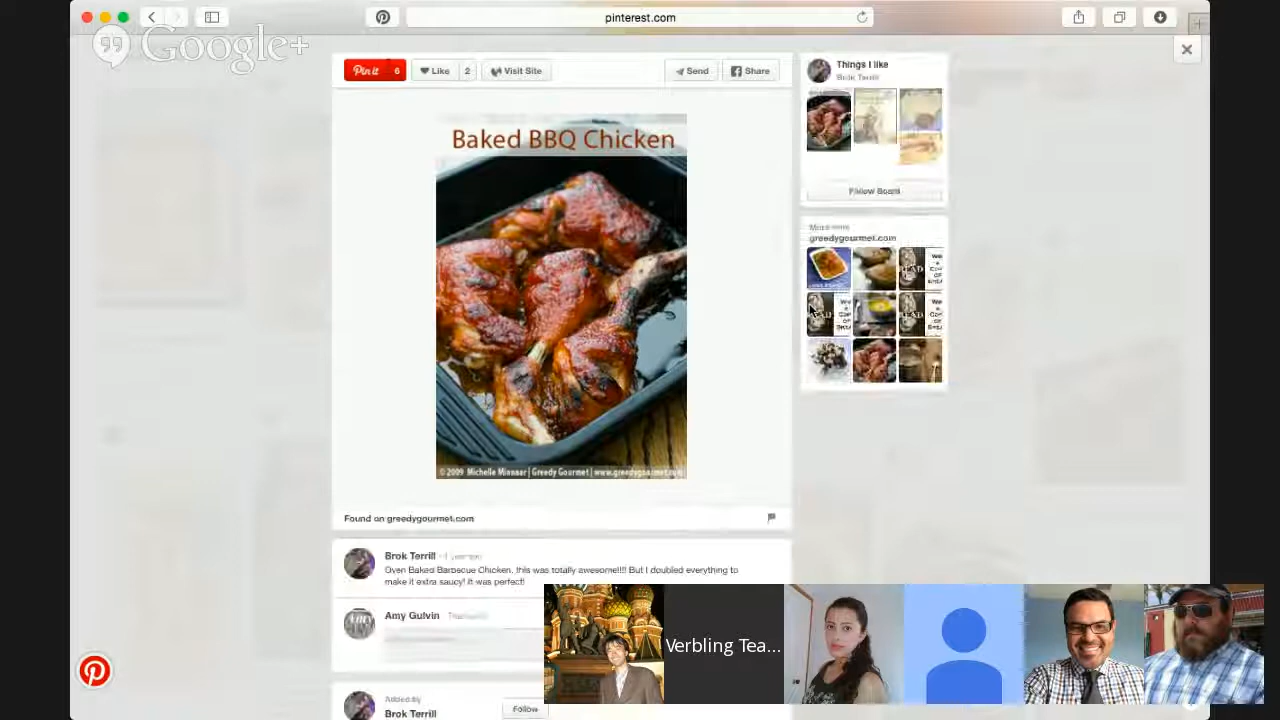 pinterest.com
Google+
Pin it 6
Like 2
Visit Site
Send
Share
Things I like
Brok Terrill
Follow Board
Baked BBQ Chicken
© 2009 Michelle Minnaar | Greedy Gourmet | www.greedygourmet.com
greedygourmet.com
Found on greedygourmet.com
Brok Terrill
Oven Baked Barbecue Chicken, this was totally awesome!!!! But I doubled everything to
make it extra saucy! It was perfect!
Amy Gulvin
Added by
Brok Terrill
Follow
Verbling Tea...